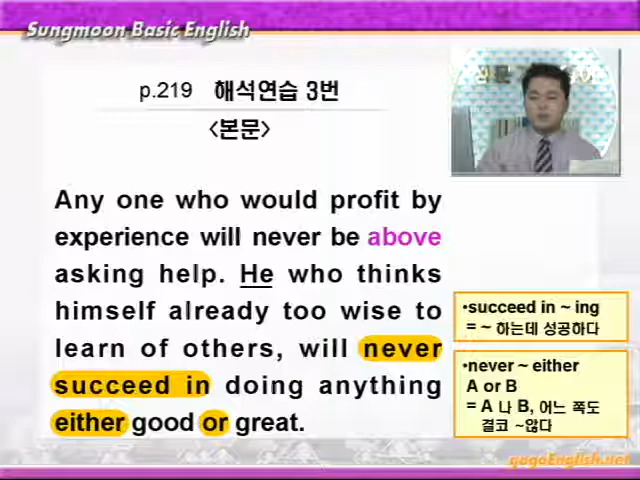 Sungmoon Basic English
p.219 해석연습 3번
<본문>
Any one who would profit by
experience will never be above
asking help. He who thinks
himself already too wise to
learn of others, will never
succeed in doing anything
either good or great.
•succeed in ~ ing
= ~ 하는데 성공하다
•never ~ either
A or B
= A 나 B, 어느 쪽도
결코 ~않다
gogoEnglish.net